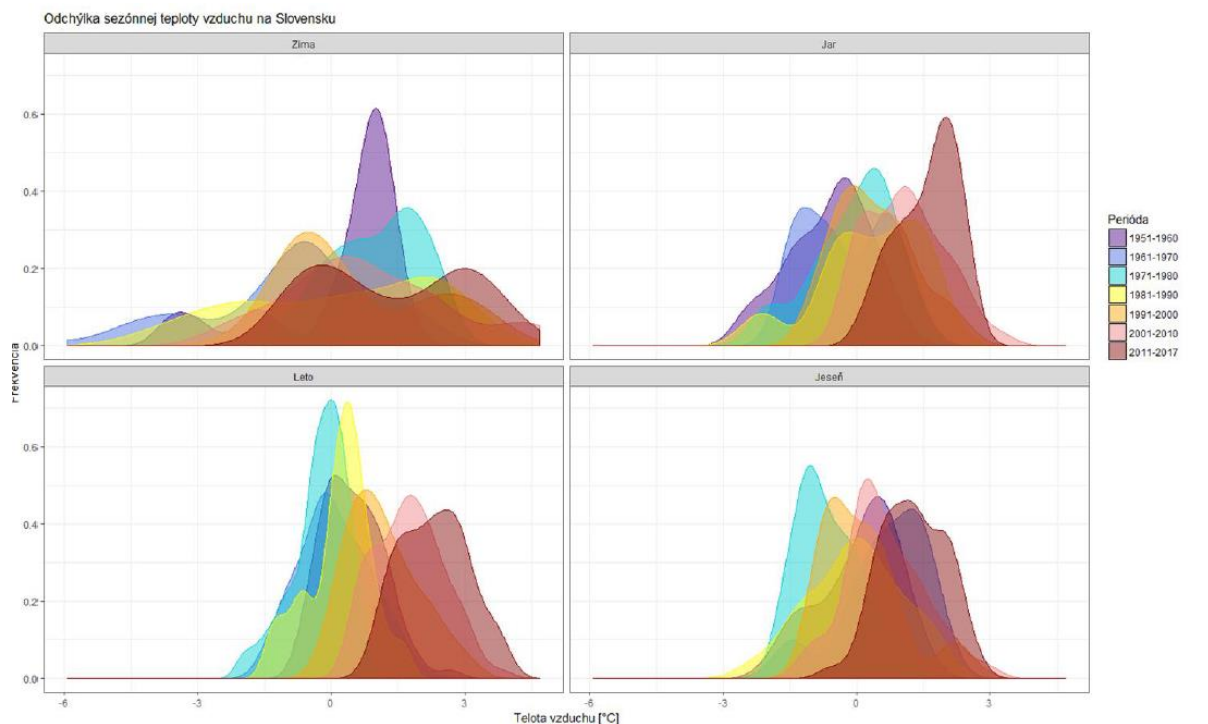 Odchýlka sezónnej teploty vzduchu na Slovensku
Zima
Jar
0.6
0.4
0.2
0.0
Frekvencia
Leto
Jeseň
0.6
0.4
0.2
0.0
-6
-3
0
3
-6
-3
0
3
Telota vzduchu [°C]
Perióda
1951-1960
1961-1970
1971-1980
1981-1990
1991-2000
2001-2010
2011-2017